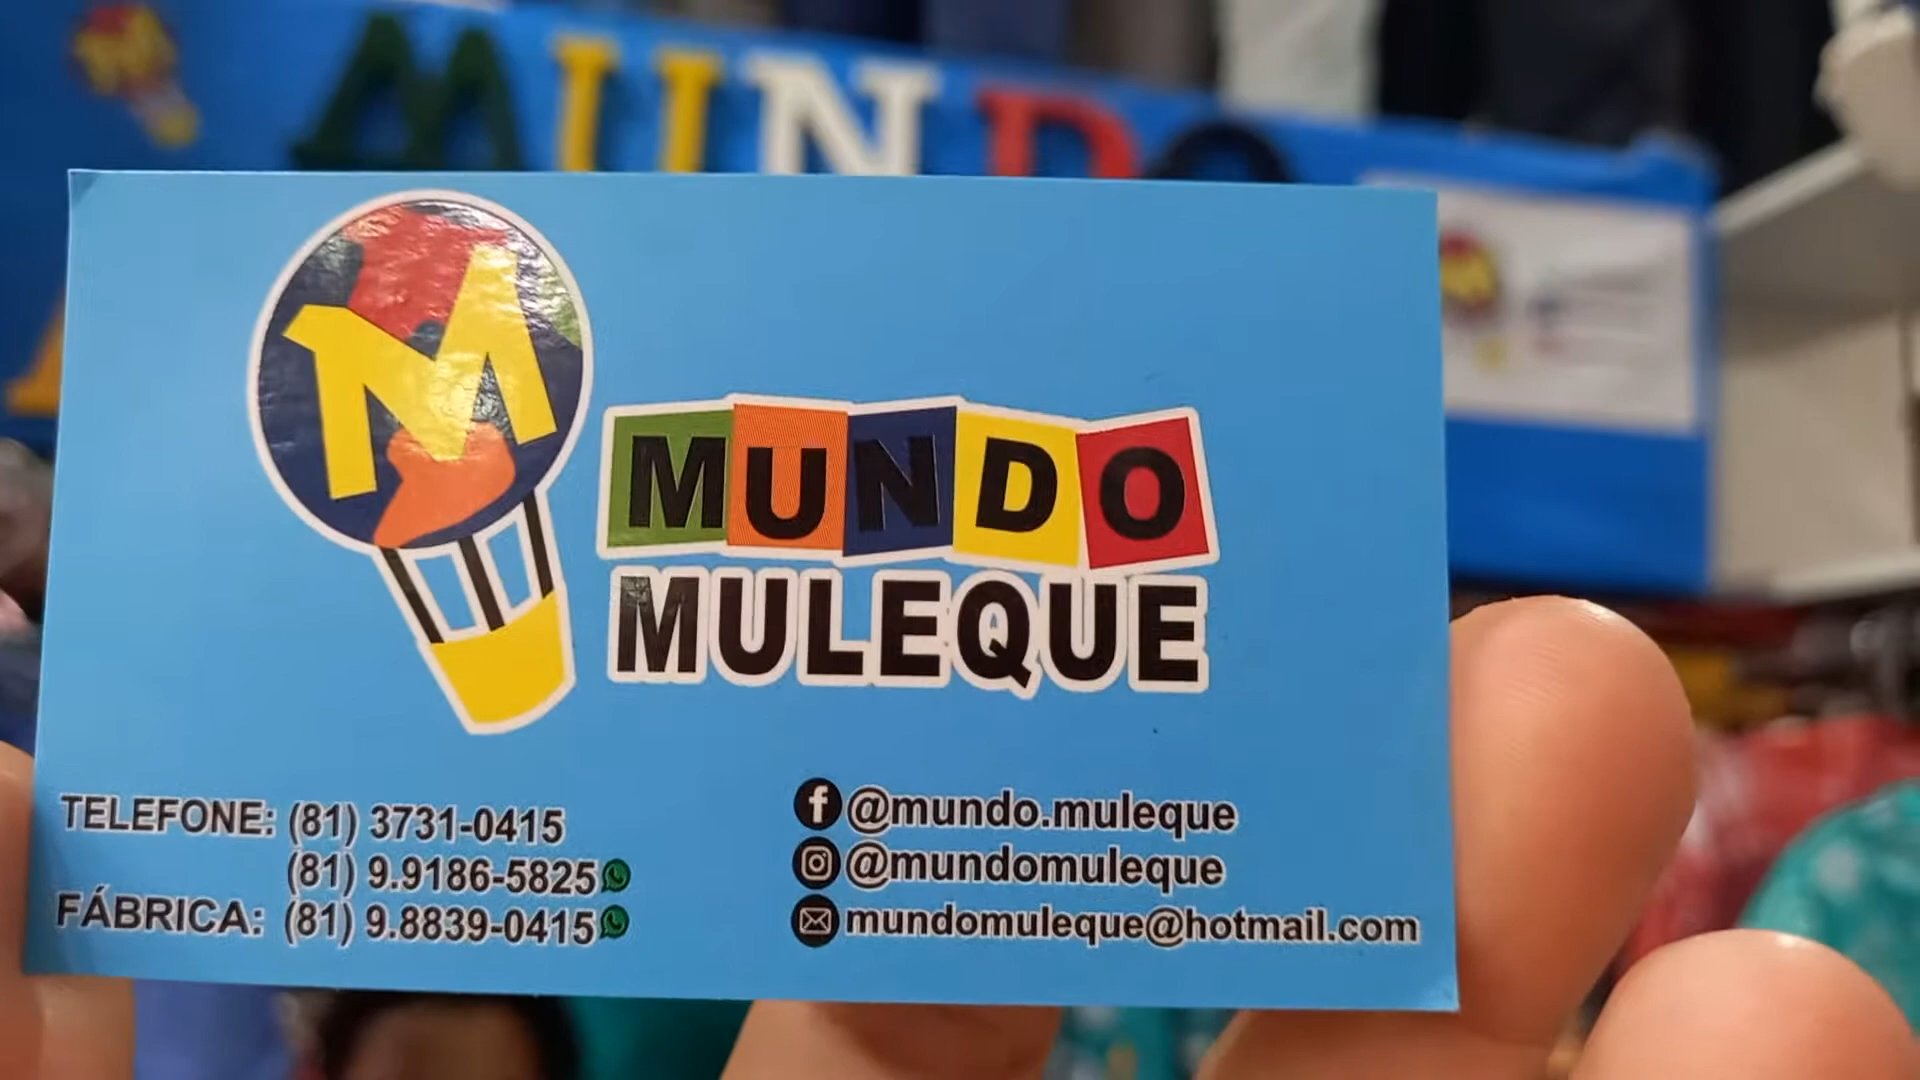 MUNDO
M
MUNDO
MULEQUE
TELEFONE: (81) 3731-0415
(81) 9.9186-5825
FÁBRICA: (81) 9.8839-0415
@mundo.muleque
@mundomuleque
mundomuleque@hotmail.com